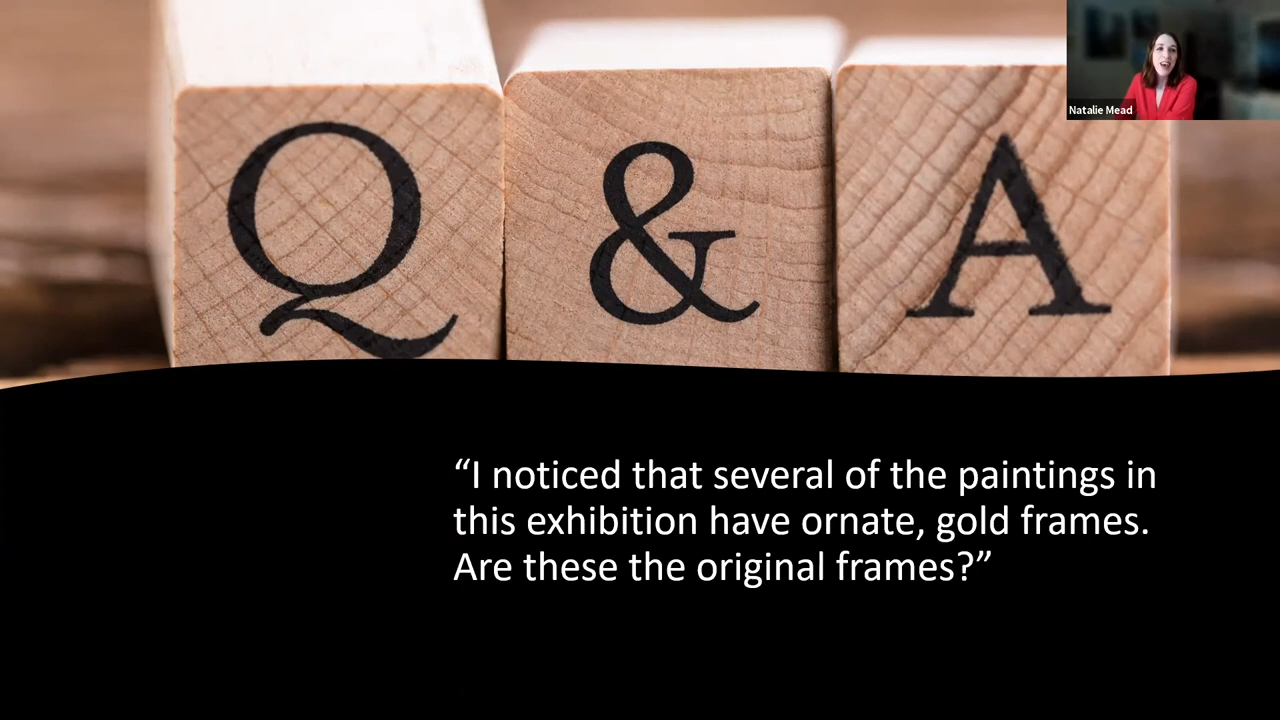 Q & A
Natalie Mead
“I noticed that several of the paintings in
this exhibition have ornate, gold frames.
Are these the original frames?”